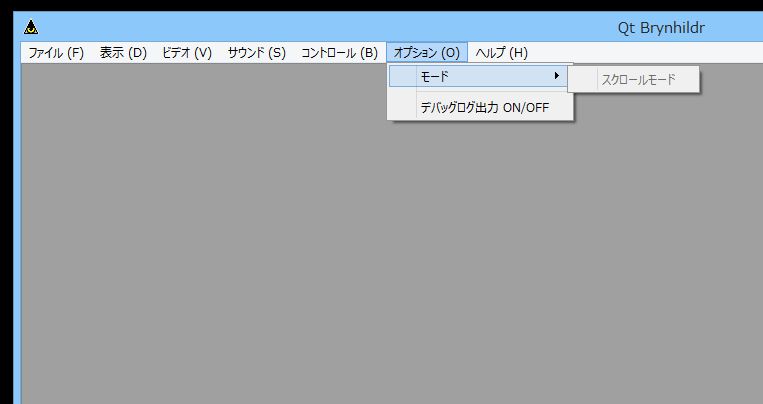 Qt Brynhildr
ファイル (F) 表示 (D) ビデオ (V) サウンド (S) コントロール (B) オプション (O) ヘルプ (H)
モード スクロールモード
デバッグログ出力 ON/OFF